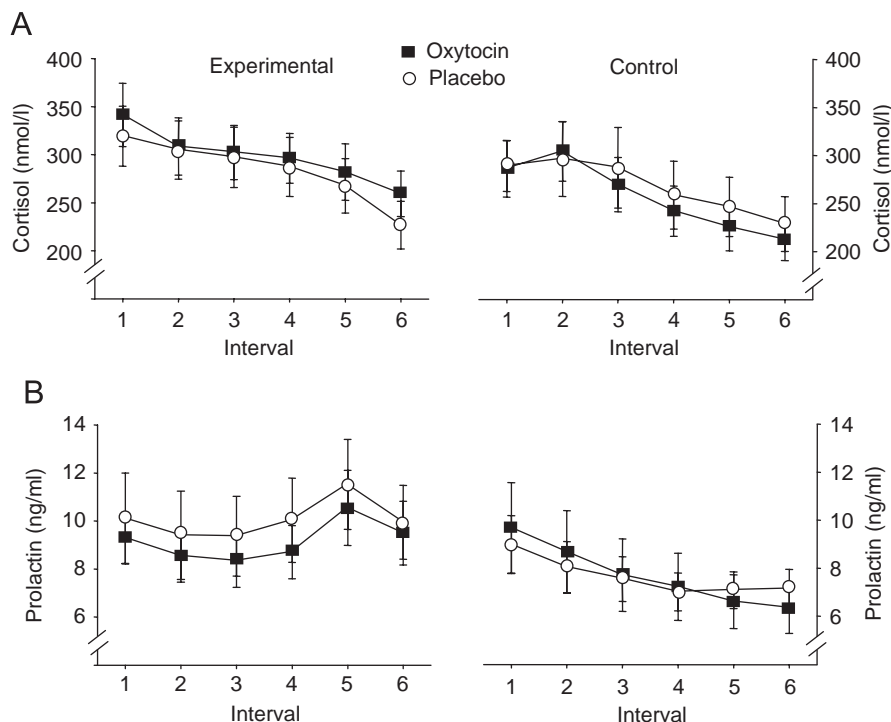 A
Experimental
Oxytocin
Placebo
Control
Cortisol (nmol/l)
400
350
300
250
200
1 2 3 4 5 6
Interval
400
350
300
250
200
Cortisol (nmol/l)
1 2 3 4 5 6
Interval
B
Prolactin (ng/ml)
14
12
10
8
6
1 2 3 4 5 6
Interval
14
12
10
8
6
Prolactin (ng/ml)
1 2 3 4 5 6
Interval